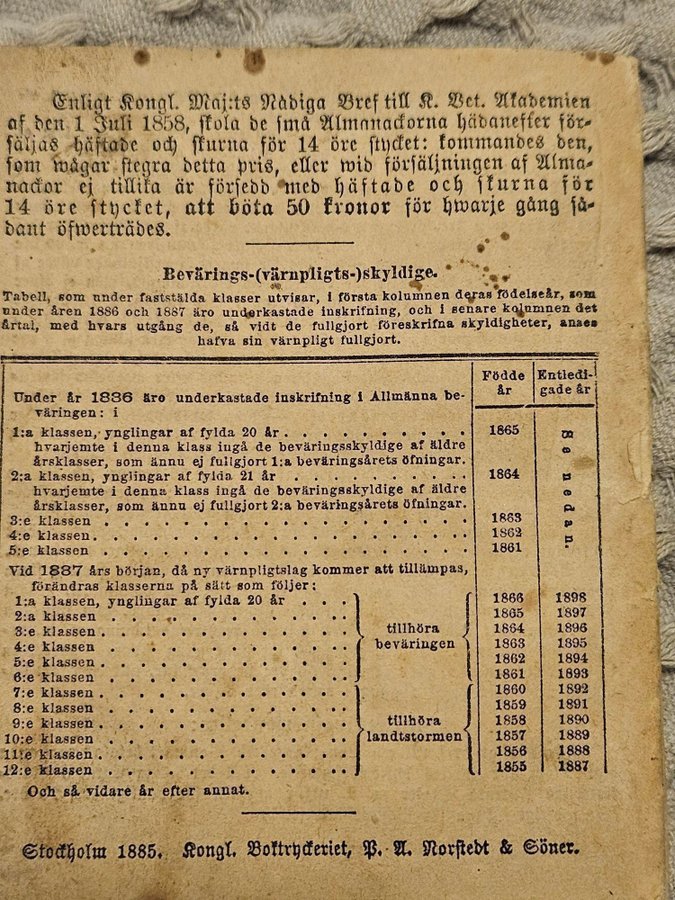 Enligt Kongl. Maj:ts Nådiga Bref till K. Vet. Akademien
af den 1 Juli 1858, skola de små Almanackorna hädanefter för-
säljas häftade och skurna för 14 öre stycket: kommandes den,
som wågar stegra detta pris, eller wid försäljningen af Alma-
nackor ej tillika är försedd med häftade och skurna för
14 öre stycket, att böta 50 kronor för hwarje gång så-
dant öfwerträdes.
Bevärings-(värnpligts-)skyldige.
Tabell, som under faststälda klasser utvisar, i första kolumnen deras födelseår, som
under åren 1886 och 1887 äro underkastade inskrifning, och i senare kolumnen det
årtal, med hvars utgång de, så vidt de fullgjort föreskrifna skyldigheter, anses
hafva sin värnpligt fullgjort.
Födde år
Entledi-gade år
Under år 1886 äro underkastade inskrifning i Allmänna be-
väringen: i
1:a klassen, ynglingar af fylda 20 år . . . . . . . . . 1865
hvarjemte i denna klass ingå de beväringsskyldige af äldre
årsklasser, som ännu ej fullgjort 1:a beväringsårets öfningar.
2:a klassen, ynglingar af fylda 21 år . . . . . . . . . 1864
hvarjemte i denna klass ingå de beväringsskyldige af äldre
årsklasser, som ännu ej fullgjort 2:a beväringsårets öfningar.
3:e klassen . . . . . . . . . . . . . . . . . . 1863
4:e klassen . . . . . . . . . . . . . . . . . . 1862
5:e klassen . . . . . . . . . . . . . . . . . . 1861
Se nedan.
Vid 1887 års början, då ny värnpligtslag kommer att tillämpas,
förändras klasserna på sätt som följer:
1:a klassen, ynglingar af fylda 20 år . . . 1866 1898
2:a klassen . . . . . . . . . . . . 1865 1897
3:e klassen . . . . . . . . . . . . tillhöra 1864 1896
4:e klassen . . . . . . . . . . . . beväringen 1863 1895
5:e klassen . . . . . . . . . . . . 1862 1894
6:e klassen . . . . . . . . . . . . 1861 1893
7:e klassen . . . . . . . . . . . . 1860 1892
8:e klassen . . . . . . . . . . . . 1859 1891
9:e klassen . . . . . . . . . . . . tillhöra 1858 1890
10:e klassen . . . . . . . . . . . . landtstormen 1857 1889
11:e klassen . . . . . . . . . . . . 1856 1888
12:e klassen . . . . . . . . . . . . 1855 1887
Och så vidare år efter annat.
Stockholm 1885. Kongl. Boktryckeriet, P. A. Norstedt & Söner.